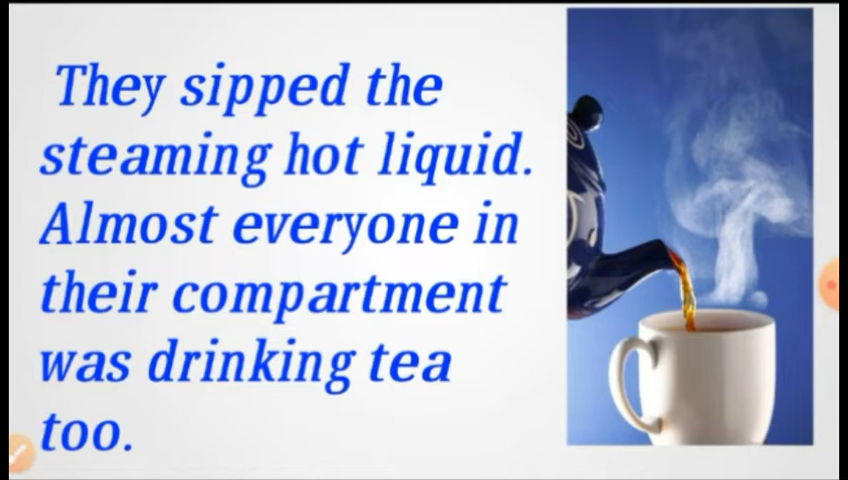 They sipped the
steaming hot liquid.
Almost everyone in
their compartment
was drinking tea
too.